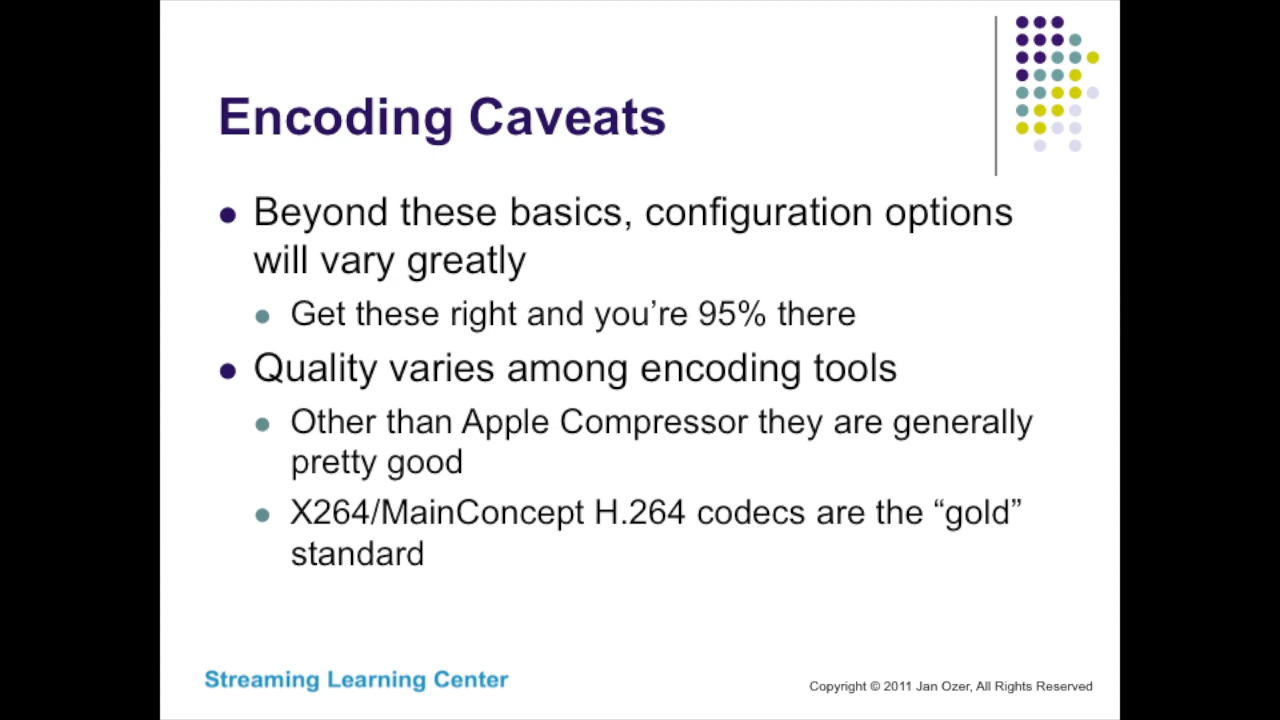 Encoding Caveats
Beyond these basics, configuration options
will vary greatly
Get these right and you’re 95% there
Quality varies among encoding tools
Other than Apple Compressor they are generally
pretty good
X264/MainConcept H.264 codecs are the “gold”
standard
Streaming Learning Center
Copyright © 2011 Jan Ozer, All Rights Reserved